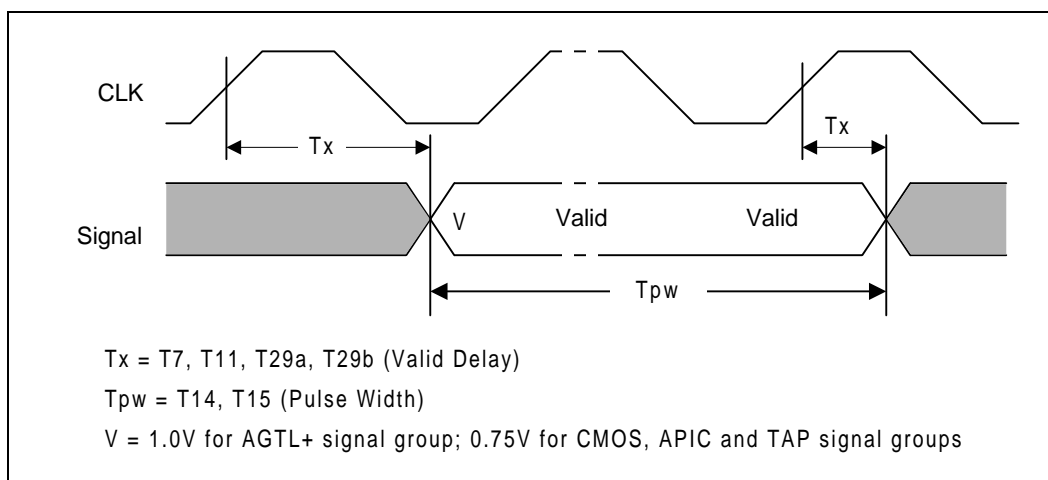 CLK
Tx
Tx
Signal
V
Valid
Valid
Tpw
Tx = T7, T11, T29a, T29b (Valid Delay)
Tpw = T14, T15 (Pulse Width)
V = 1.0V for AGTL+ signal group; 0.75V for CMOS, APIC and TAP signal groups